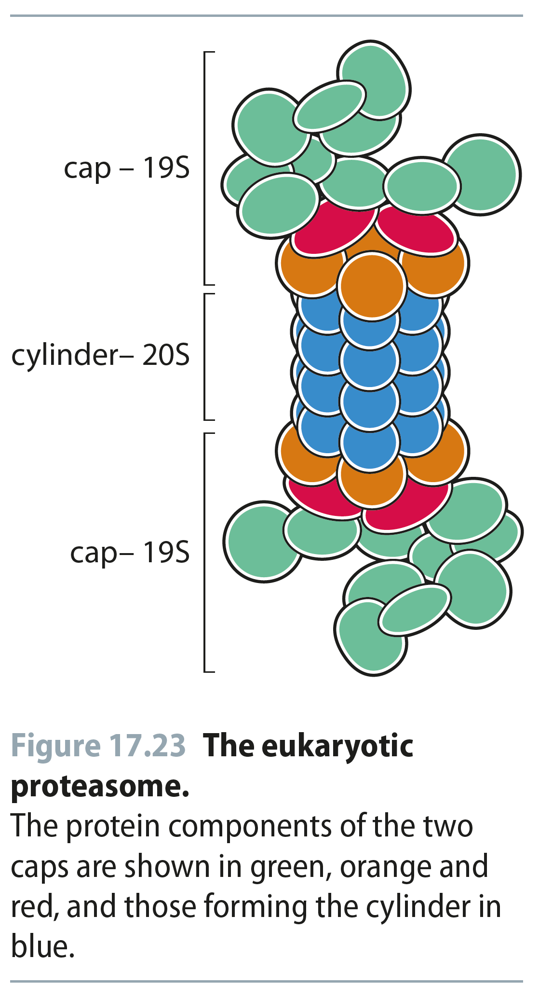 cap – 19S
cylinder– 20S
cap– 19S
Figure 17.23 The eukaryotic
proteasome.
The protein components of the two
caps are shown in green, orange and
red, and those forming the cylinder in
blue.